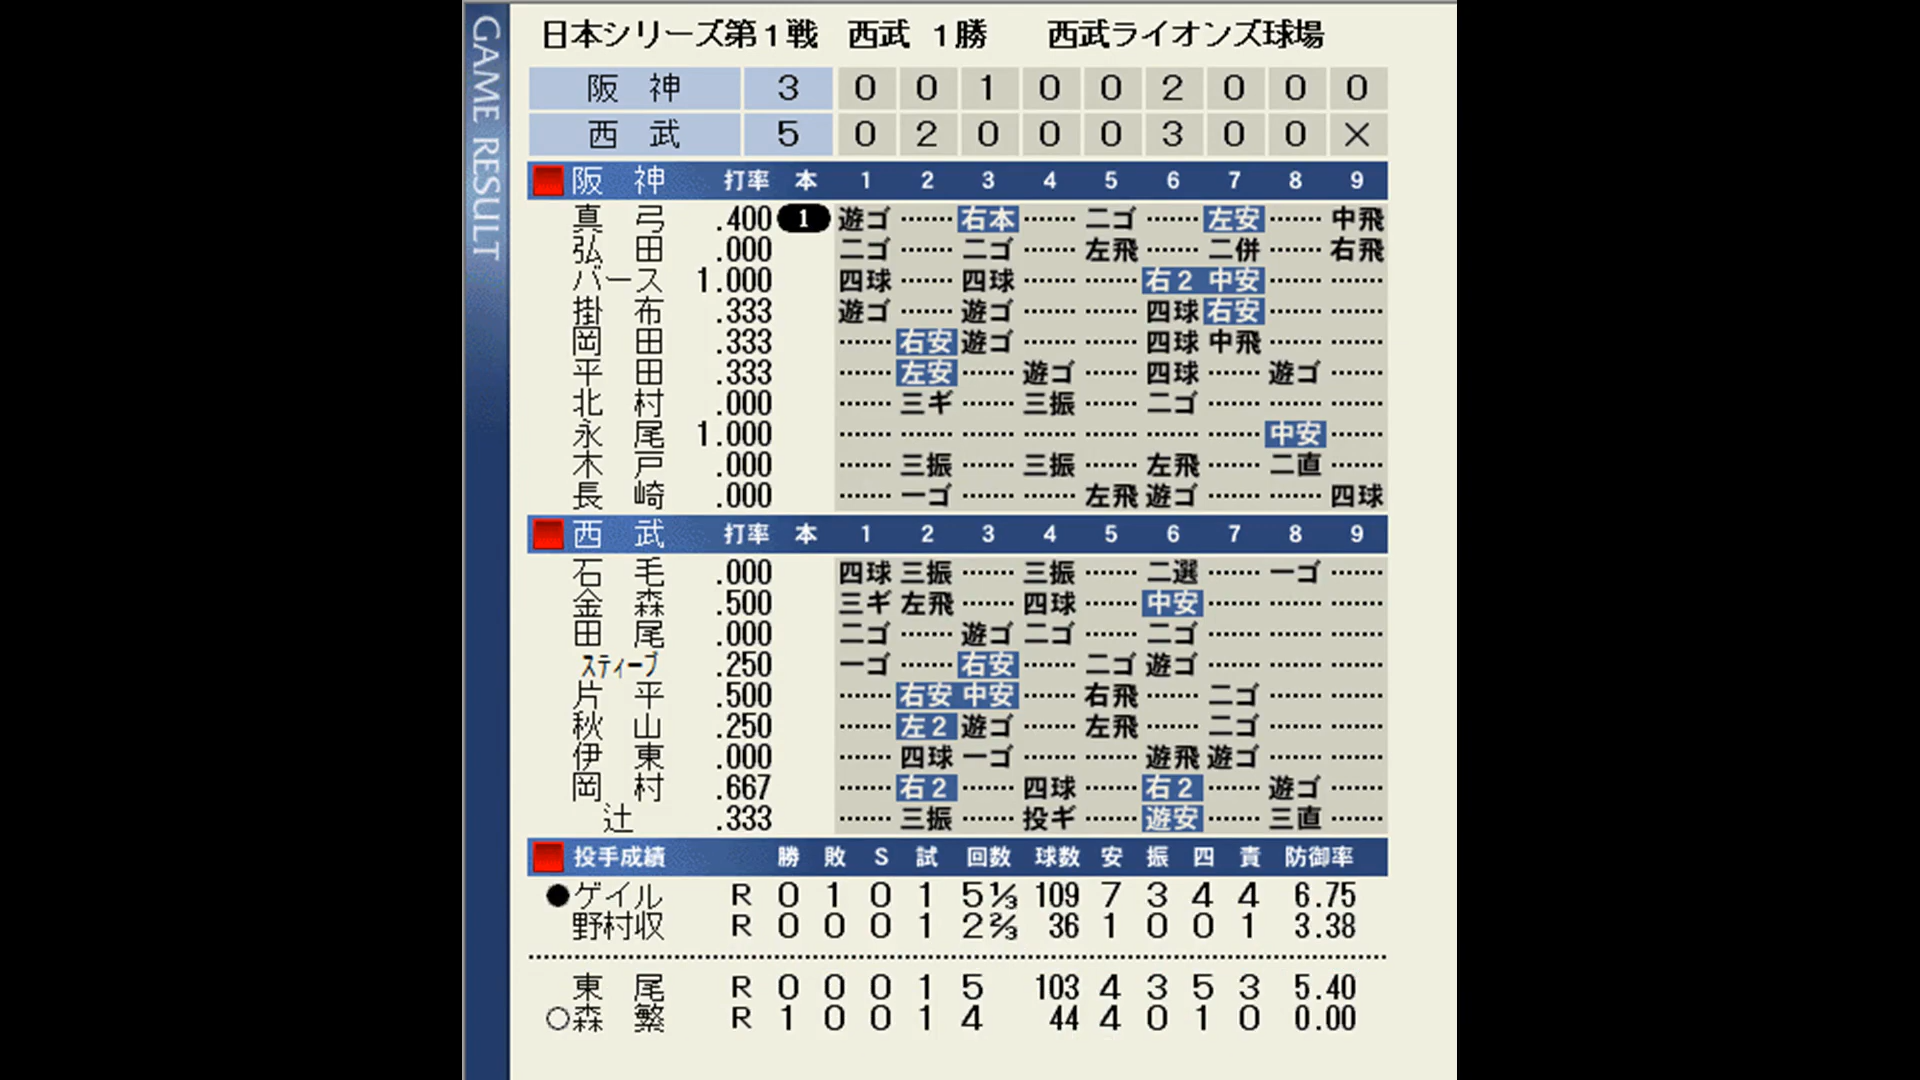 GAME RESULT
日本シリーズ第1戦 西武 1勝 西武ライオンズ球場
阪神 3 0 0 1 0 0 2 0 0 0
西武 5 0 2 0 0 0 3 0 0 ×
阪神 打率 本 1 2 3 4 5 6 7 8 9
真弓 .400 1 遊ゴ …… 右本 …… 二ゴ …… 左安 …… 中飛
弘田 .000 二ゴ …… 二ゴ …… 左飛 …… 二併 …… 右飛
バース 1.000 四球 …… 四球 …… …… 右2 中安 …… ……
掛布 .333 遊ゴ …… 遊ゴ …… …… 四球 右安 …… ……
岡田 .333 …… 右安 遊ゴ …… …… 四球 中飛 …… ……
平田 .333 …… 左安 …… 遊ゴ …… 四球 …… 遊ゴ ……
北村 .000 …… 三ギ …… 三振 …… 二ゴ …… …… ……
永尾 1.000 …… …… …… …… …… …… …… 中安 ……
木戸 .000 …… 三振 …… 三振 …… 左飛 …… 二直 ……
長崎 .000 …… 一ゴ …… …… 左飛 遊ゴ …… …… 四球
西武 打率 本 1 2 3 4 5 6 7 8 9
石毛 .000 四球 三振 …… 三振 …… 二選 …… 一ゴ ……
金森 .500 三ギ 左飛 …… 四球 …… 中安 …… …… ……
田尾 .000 二ゴ …… 遊ゴ 二ゴ …… 二ゴ …… …… ……
スティーブ .250 一ゴ …… 右安 …… 二ゴ 遊ゴ …… …… ……
片平 .500 …… 右安 中安 …… 右飛 …… 二ゴ …… ……
秋山 .250 …… 左2 遊ゴ …… 左飛 …… 二ゴ …… ……
伊東 .000 …… 四球 一ゴ …… …… 遊飛 遊ゴ …… ……
岡村 .667 …… 右2 …… 四球 …… 右2 …… 遊ゴ ……
辻 .333 …… 三振 …… 投ギ …… 遊安 …… 三直 ……
投手成績 勝 敗 S 試 回数 球数 安 振 四 責 防御率
●ゲイル R 0 1 0 1 5⅓ 109 7 3 4 4 6.75
野村収 R 0 0 0 1 2⅔ 36 1 0 0 1 3.38
東尾 R 0 0 0 1 5 103 4 3 5 3 5.40
○森繁 R 1 0 0 1 4 44 4 0 1 0 0.00